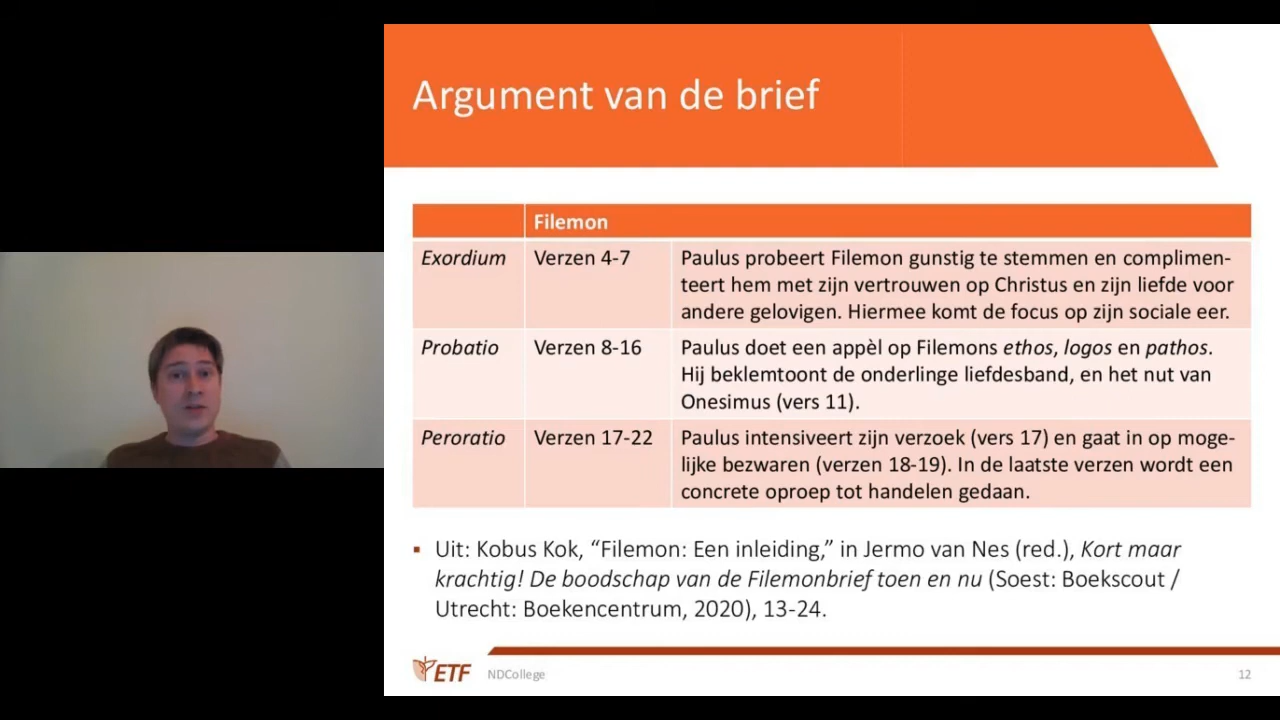 Argument van de brief
Filemon
Exordium
Verzen 4-7
Paulus probeert Filemon gunstig te stemmen en complimen-
teert hem met zijn vertrouwen op Christus en zijn liefde voor
andere gelovigen. Hiermee komt de focus op zijn sociale eer.
Probatio
Verzen 8-16
Paulus doet een appèl op Filemons ethos, logos en pathos.
Hij beklemtoont de onderlinge liefdesband, en het nut van
Onesimus (vers 11).
Peroratio
Verzen 17-22
Paulus intensiveert zijn verzoek (vers 17) en gaat in op moge-
lijke bezwaren (verzen 18-19). In de laatste verzen wordt een
concrete oproep tot handelen gedaan.
▪ Uit: Kobus Kok, “Filemon: Een inleiding,” in Jermo van Nes (red.), Kort maar
krachtig! De boodschap van de Filemonbrief toen en nu (Soest: Boekscout /
Utrecht: Boekencentrum, 2020), 13-24.
ETF
NDCollege
12